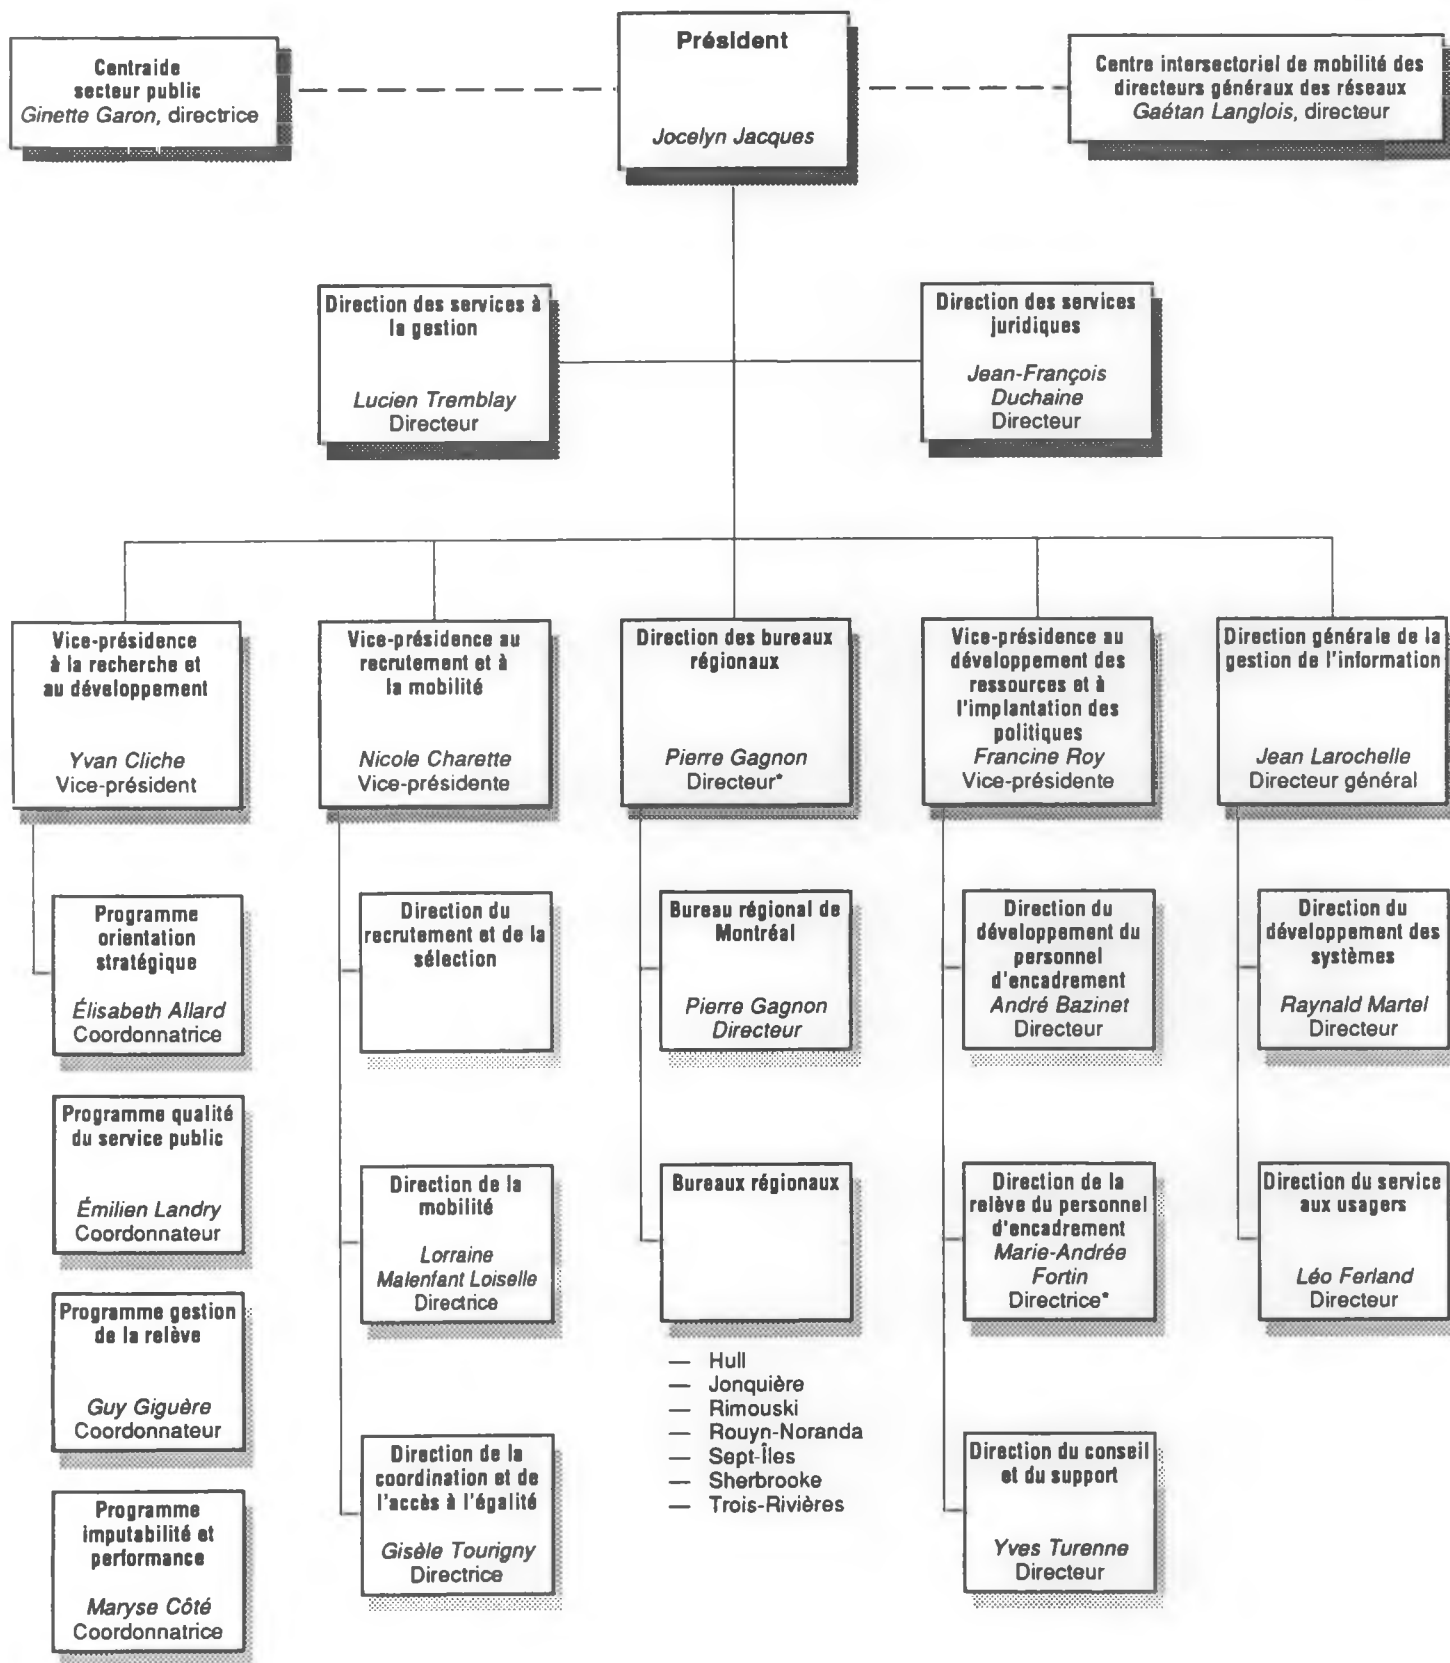 Centraide
secteur public
Ginette Garon, directrice
Président
Jocelyn Jacques
Centre intersectoriel de mobilité des
directeurs généraux des réseaux
Gaétan Langlois, directeur
Direction des services à
la gestion
Lucien Tremblay
Directeur
Direction des services
juridiques
Jean-François
Duchaine
Directeur
Vice-présidence
à la recherche et
au développement
Yvan Cliche
Vice-président
Vice-présidence au
recrutement et à
la mobilité
Nicole Charette
Vice-présidente
Direction des bureaux
régionaux
Pierre Gagnon
Directeur*
Vice-présidence au
développement des
ressources et à
l'implantation des
politiques
Francine Roy
Vice-présidente
Direction générale de la
gestion de l'information
Jean Larochelle
Directeur général
Programme
orientation
stratégique
Élisabeth Allard
Coordonnatrice
Direction du
recrutement et de la
sélection
Bureau régional de
Montréal
Pierre Gagnon
Directeur
Direction du
développement du
personnel
d'encadrement
André Bazinet
Directeur
Direction du
développement des
systèmes
Raynald Martel
Directeur
Programme qualité
du service public
Émilien Landry
Coordonnateur
Direction de la
mobilité
Lorraine
Malenfant Loiselle
Directrice
Bureaux régionaux
— Hull
— Jonquière
— Rimouski
— Rouyn-Noranda
— Sept-Îles
— Sherbrooke
— Trois-Rivières
Direction de la
relève du personnel
d'encadrement
Marie-Andrée
Fortin
Directrice*
Direction du service
aux usagers
Léo Ferland
Directeur
Programme gestion
de la relève
Guy Giguère
Coordonnateur
Direction de la
coordination et de
l'accès à l'égalité
Gisèle Tourigny
Directrice
Direction du conseil
et du support
Yves Turenne
Directeur
Programme
imputabilité et
performance
Maryse Côté
Coordonnatrice